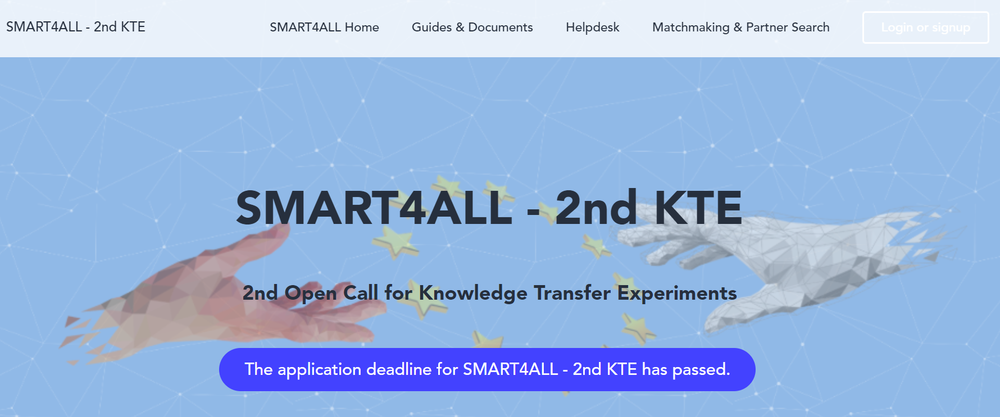 SMART4ALL - 2nd KTE
SMART4ALL Home
Guides & Documents
Helpdesk
Matchmaking & Partner Search
Login or signup
SMART4ALL - 2nd KTE
2nd Open Call for Knowledge Transfer Experiments
The application deadline for SMART4ALL - 2nd KTE has passed.